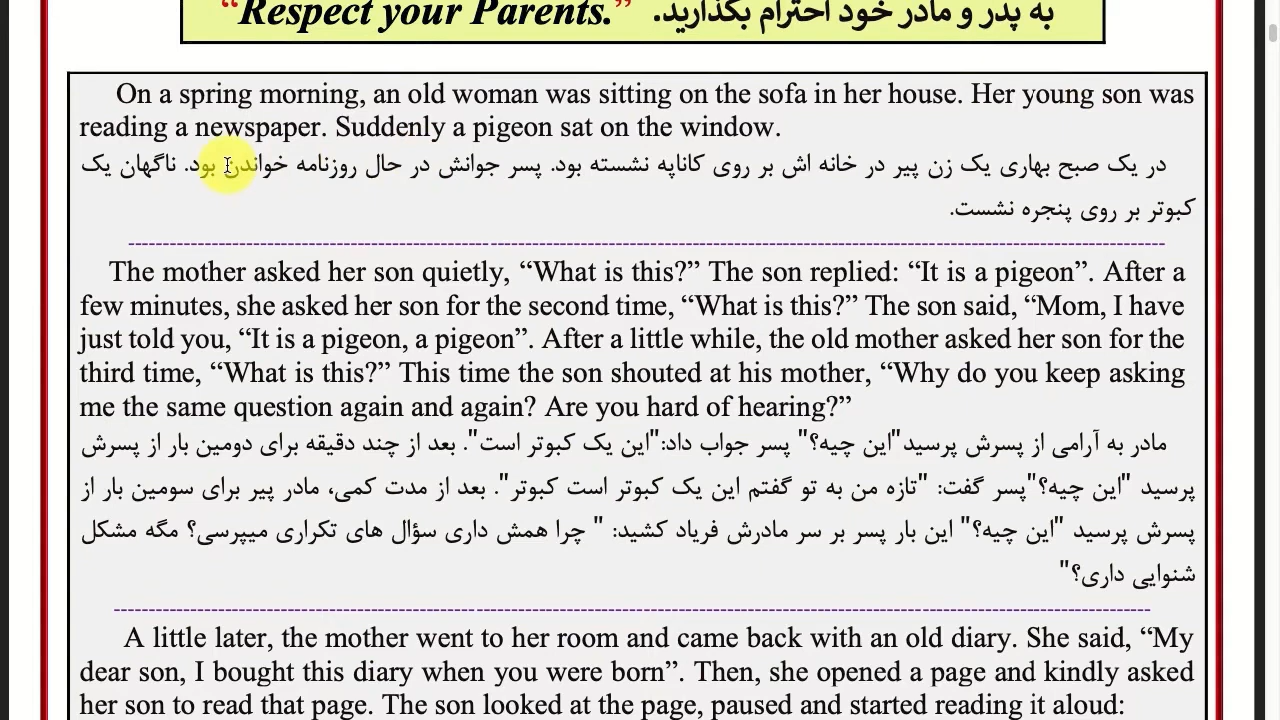 “Respect your Parents.” به پدر و مادر خود احترام بگذارید.
On a spring morning, an old woman was sitting on the sofa in her house. Her young son was
reading a newspaper. Suddenly a pigeon sat on the window.
در یک صبح بهاری یک زن پیر در خانه اش بر روی کاناپه نشسته بود. پسر جوانش در حال روزنامه خواندن بود. ناگهان یک
کبوتر بر روی پنجره نشست.
The mother asked her son quietly, “What is this?” The son replied: “It is a pigeon”. After a
few minutes, she asked her son for the second time, “What is this?” The son said, “Mom, I have
just told you, “It is a pigeon, a pigeon”. After a little while, the old mother asked her son for the
third time, “What is this?” This time the son shouted at his mother, “Why do you keep asking
me the same question again and again? Are you hard of hearing?”
مادر به آرامی از پسرش پرسید"این چیه؟" پسر جواب داد:"این یک کبوتر است". بعد از چند دقیقه برای دومین بار از پسرش
پرسید "این چیه؟"پسر گفت: "تازه من به تو گفتم این یک کبوتر است کبوتر". بعد از مدت کمی، مادر پیر برای سومین بار از
پسرش پرسید "این چیه؟" این بار پسر بر سر مادرش فریاد کشید: " چرا همش داری سؤال های تکراری میپرسی؟ مگه مشکل
شنوایی داری؟"
A little later, the mother went to her room and came back with an old diary. She said, “My
dear son, I bought this diary when you were born”. Then, she opened a page and kindly asked
her son to read that page. The son looked at the page, paused and started reading it aloud: